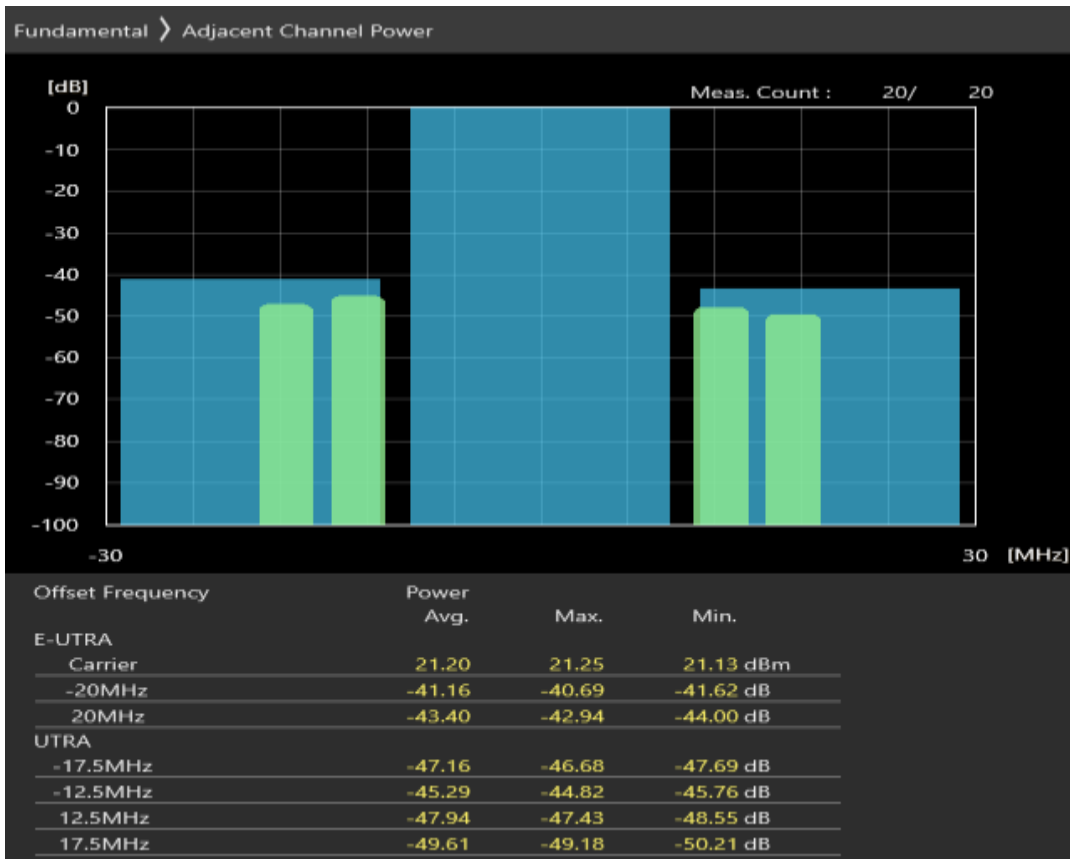 Fundamental ❭ Adjacent Channel Power
[dB]
Meas. Count : 20/ 20
0
-10
-20
-30
-40
-50
-60
-70
-80
-90
-100
-30 30 [MHz]
Offset Frequency Power
Avg. Max. Min.
E-UTRA
Carrier 21.20 21.25 21.13 dBm
-20MHz -41.16 -40.69 -41.62 dB
20MHz -43.40 -42.94 -44.00 dB
UTRA
-17.5MHz -47.16 -46.68 -47.69 dB
-12.5MHz -45.29 -44.82 -45.76 dB
12.5MHz -47.94 -47.43 -48.55 dB
17.5MHz -49.61 -49.18 -50.21 dB